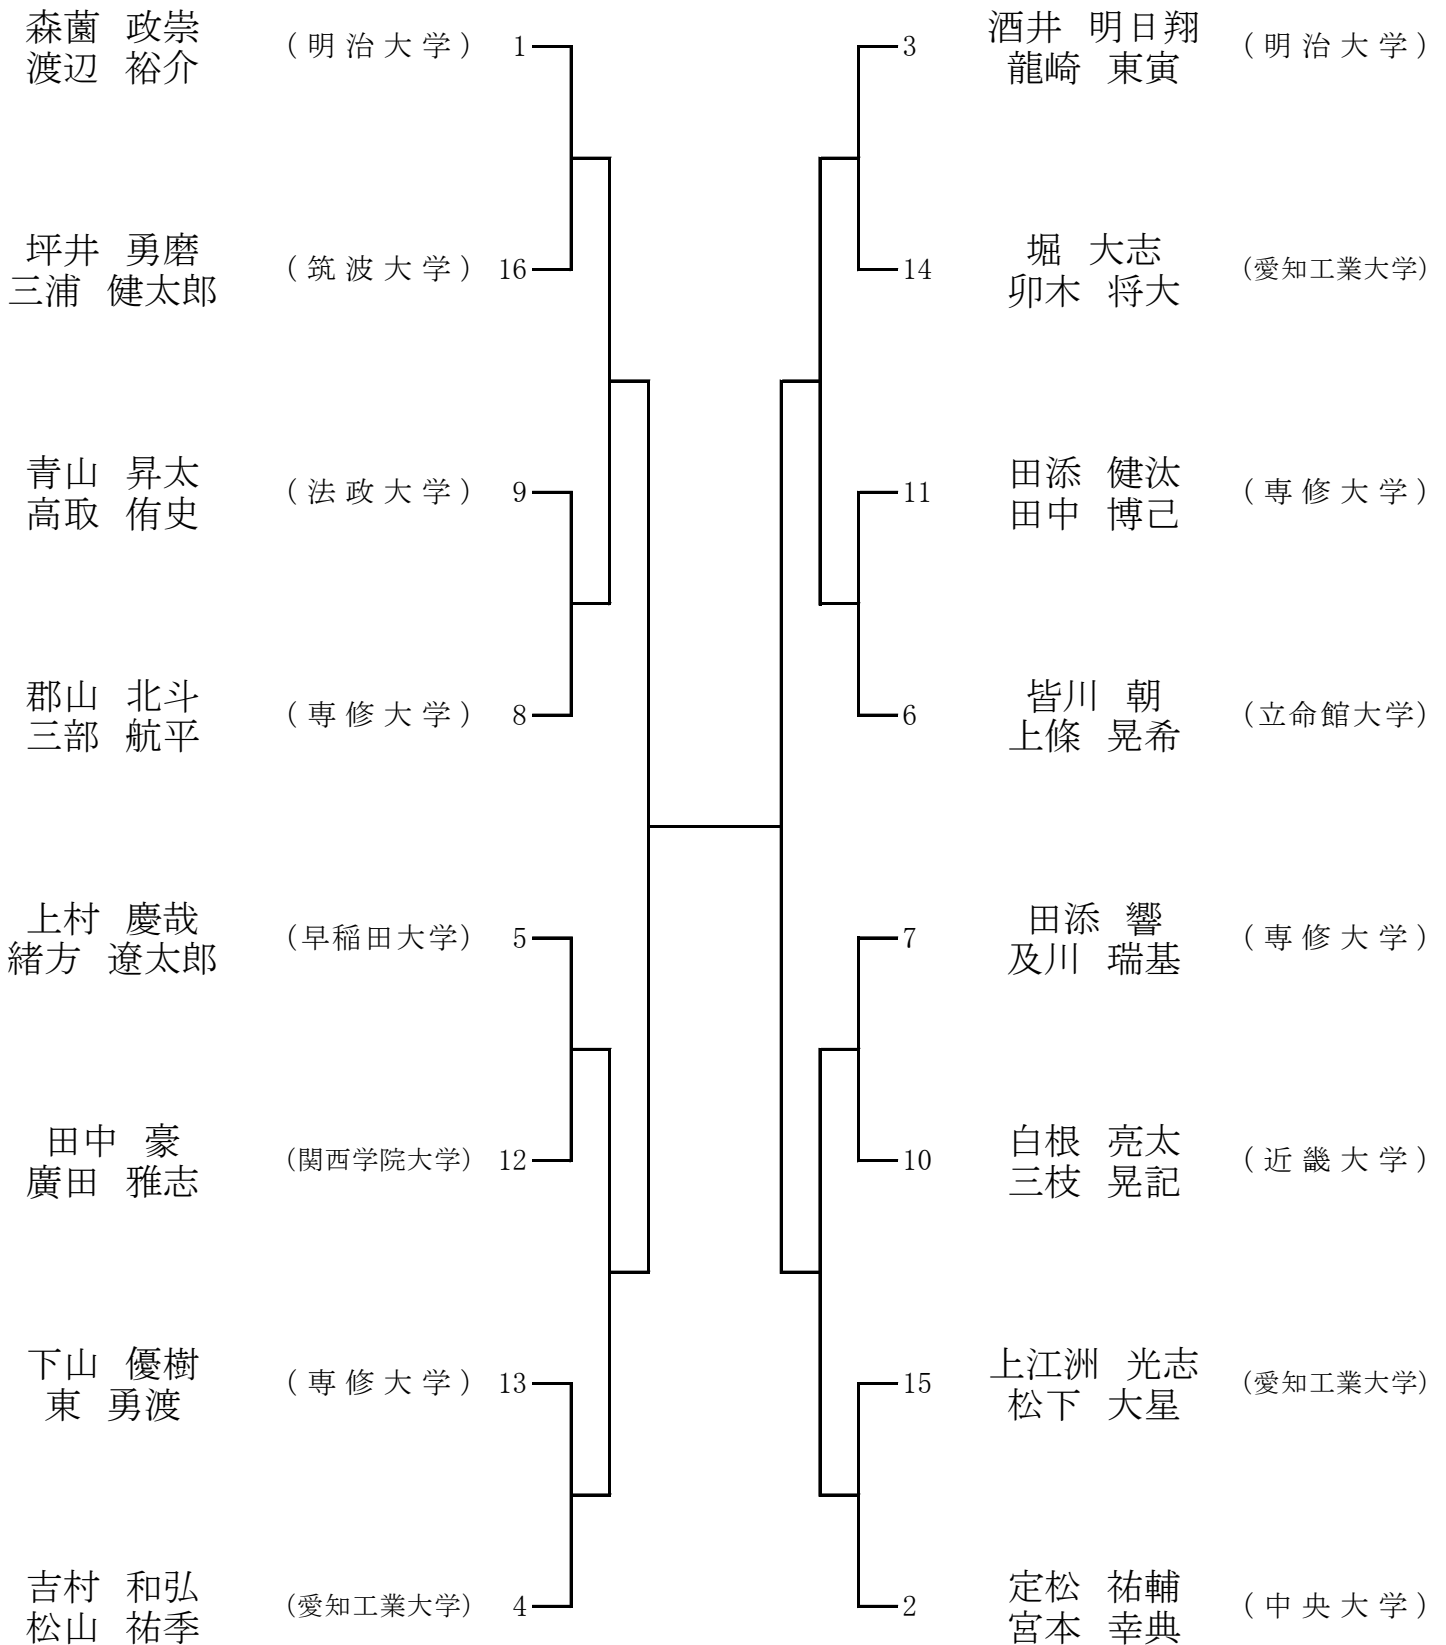 森薗 政崇
渡辺 裕介
(明治大学) 1
坪井 勇磨
三浦 健太郎
(筑波大学) 16
青山 昇太
高取 侑史
(法政大学) 9
郡山 北斗
三部 航平
(専修大学) 8
上村 慶哉
緒方 遼太郎
(早稲田大学) 5
田中 豪
廣田 雅志
(関西学院大学) 12
下山 優樹
東 勇渡
(専修大学) 13
吉村 和弘
松山 祐季
(愛知工業大学) 4
3
酒井 明日翔
龍崎 東寅
(明治大学)
14
堀 大志
卯木 将大
(愛知工業大学)
11
田添 健汰
田中 博己
(専修大学)
6
皆川 朝
上條 晃希
(立命館大学)
7
田添 響
及川 瑞基
(専修大学)
10
白根 亮太
三枝 晃記
(近畿大学)
15
上江洲 光志
松下 大星
(愛知工業大学)
2
定松 祐輔
宮本 幸典
(中央大学)